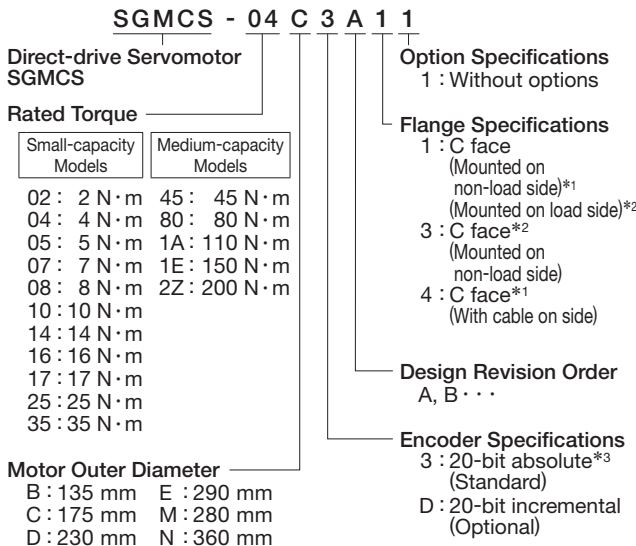 SGMCS - 04 C 3 A 1 1
Direct-drive Servomotor
SGMCS
Rated Torque
Small-capacity
Models
Medium-capacity
Models
02 : 2 N·m 45 : 45 N·m
04 : 4 N·m 80 : 80 N·m
05 : 5 N·m 1A : 110 N·m
07 : 7 N·m 1E : 150 N·m
08 : 8 N·m 2Z : 200 N·m
10 : 10 N·m
14 : 14 N·m
16 : 16 N·m
17 : 17 N·m
25 : 25 N·m
35 : 35 N·m
Motor Outer Diameter
B : 135 mm E : 290 mm
C : 175 mm M : 280 mm
D : 230 mm N : 360 mm
Option Specifications
1 : Without options
Flange Specifications
1 : C face
(Mounted on
non-load side)*1
(Mounted on load side)*2
3 : C face*2
(Mounted on
non-load side)
4 : C face*1
(With cable on side)
Design Revision Order
A, B · · ·
Encoder Specifications
3 : 20-bit absolute*3
(Standard)
D : 20-bit incremental
(Optional)